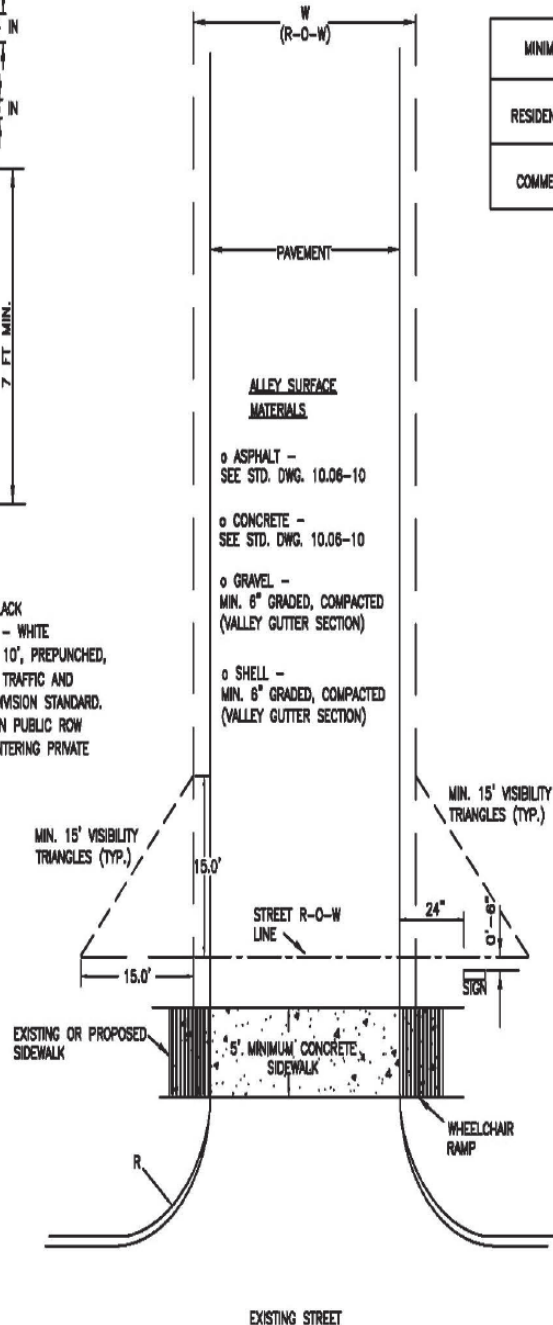 W
(R-O-W)
IN
IN
7 FT MIN.
MINIM
RESIDEN
COMME
PAVEMENT
ALLEY SURFACE
MATERIALS
o ASPHALT -
SEE STD. DWG. 10.06-10
o CONCRETE -
SEE STD. DWG. 10.06-10
o GRAVEL -
MIN. 6" GRADED, COMPACTED
(VALLEY GUTTER SECTION)
o SHELL -
MIN. 6" GRADED, COMPACTED
(VALLEY GUTTER SECTION)
LACK
- WHITE
10', PREPUNCHED,
TRAFFIC AND
VISION STANDARD.
N PUBLIC ROW
NTERING PRIVATE
MIN. 15' VISIBILITY
TRIANGLES (TYP.)
MIN. 15' VISIBILITY
TRIANGLES (TYP.)
15.0'
15.0'
STREET R-O-W
LINE
24"
0'-6"
SIGN
EXISTING OR PROPOSED
SIDEWALK
5' MINIMUM CONCRETE
SIDEWALK
WHEELCHAIR
RAMP
R
EXISTING STREET